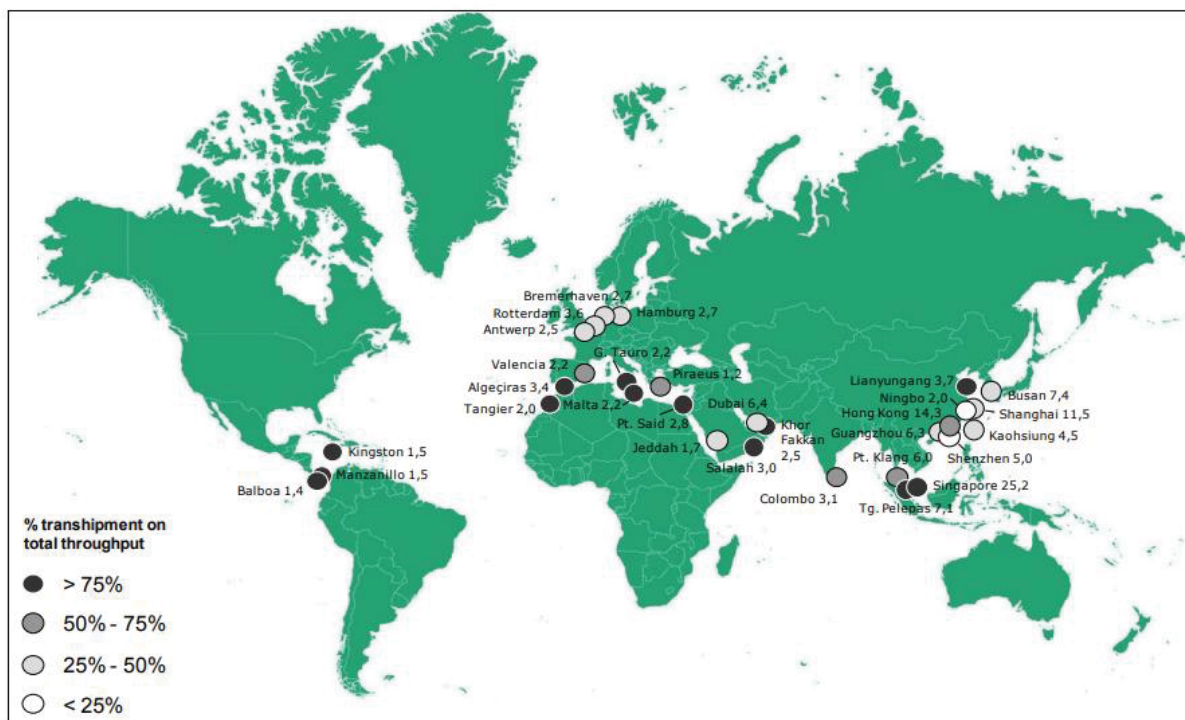 Bremerhaven 2,7
Rotterdam 3,6
Hamburg 2,7
Antwerp 2,5
G. Tauro 2,2
Valencia 2,2
Piraeus 1,2
Algeçiras 3,4
Malta 2,2
Tangier 2,0
Pt. Said 2,8
Dubai 6,4
Khor
Fakkan
2,5
Jeddah 1,7
Salalah 3,0
Colombo 3,1
Lianyungang 3,7
Ningbo 2,0
Busan 7,4
Hong Kong 14,3
Shanghai 11,5
Guangzhou 6,3
Kaohsiung 4,5
Pt. Klang 6,0
Shenzhen 5,0
Singapore 25,2
Tg. Pelepas 7,1
Kingston 1,5
Manzanillo 1,5
Balboa 1,4
% transhipment on
total throughput
> 75%
50% - 75%
25% - 50%
< 25%